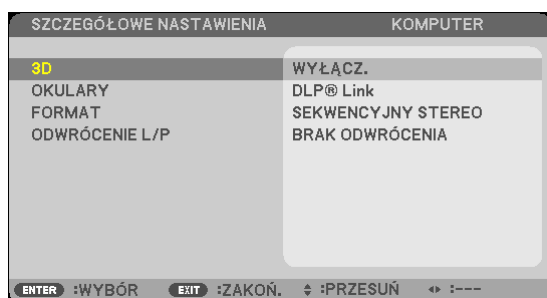 SZCZEGÓŁOWE NASTAWIENIA KOMPUTER
3D WYŁĄCZ.
OKULARY DLP® Link
FORMAT SEKWENCYJNY STEREO
ODWRÓCENIE L/P BRAK ODWRÓCENIA
ENTER :WYBÓR EXIT :ZAKOŃ. :PRZESUŃ :---